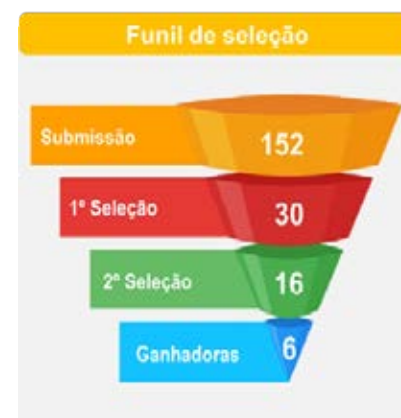 Funil de seleção
Submissão 152
1ª Seleção 30
2ª Seleção 16
Ganhadoras 6